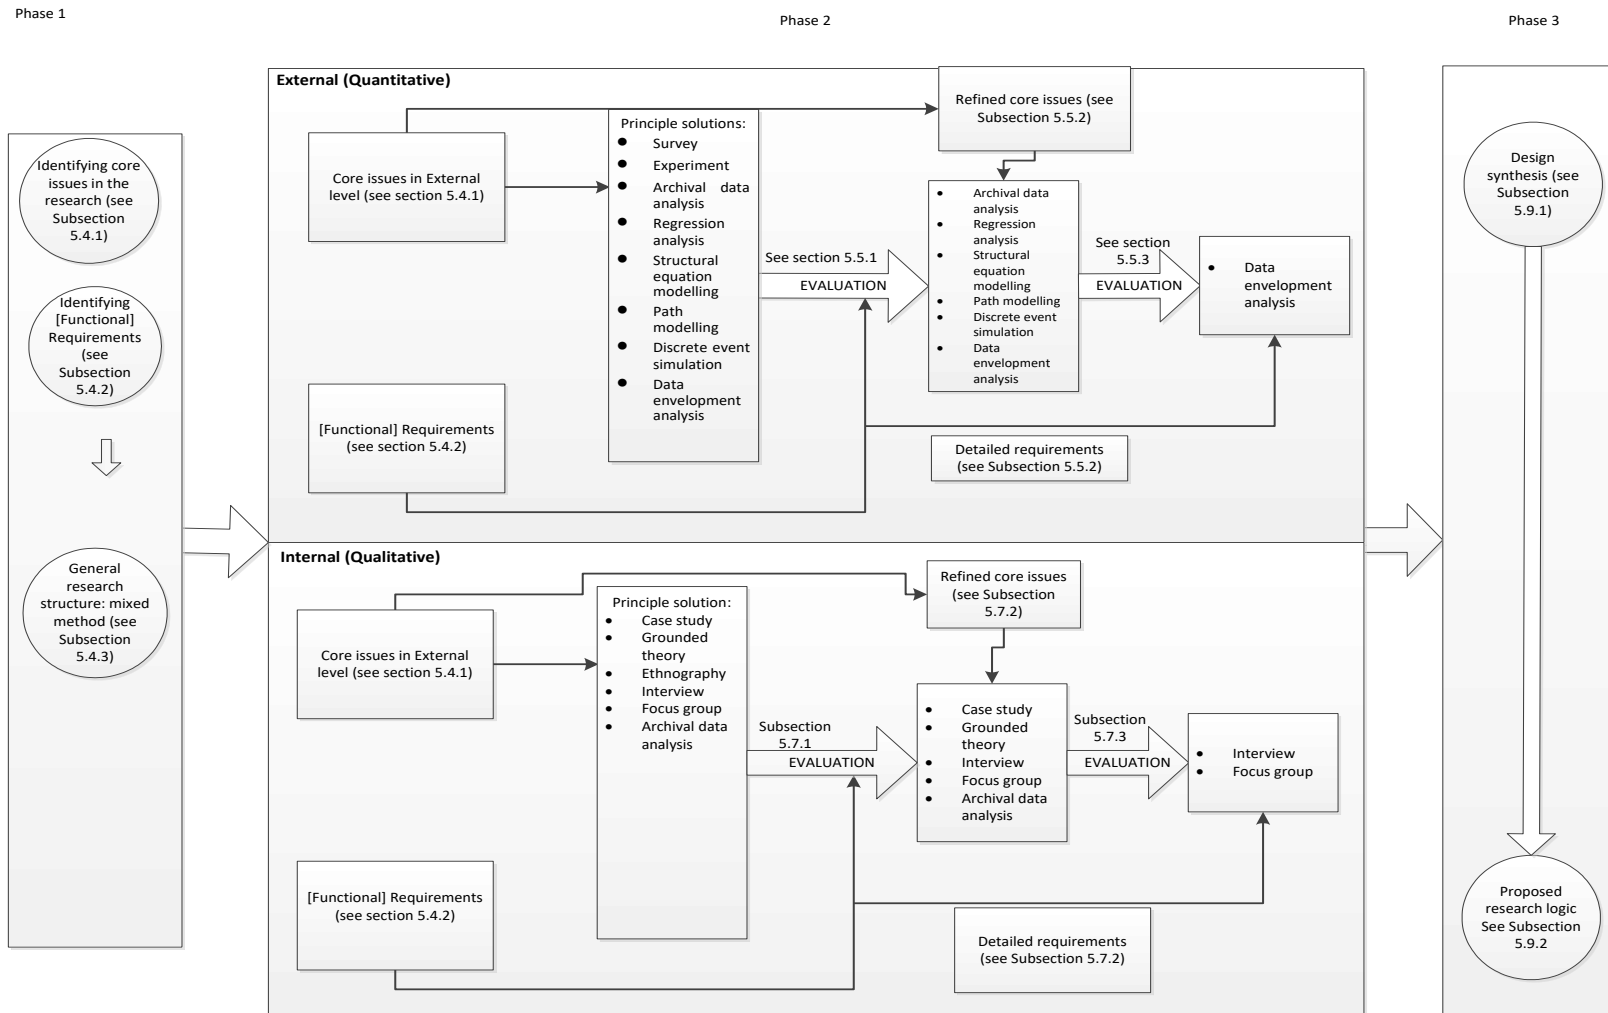 Phase 1
Phase 2
Phase 3
Identifying core
issues in the
research (see
Subsection
5.4.1)
Identifying
[Functional]
Requirements
(see
Subsection
5.4.2)
General
research
structure: mixed
method (see
Subsection
5.4.3)
External (Quantitative)
Core issues in External
level (see section 5.4.1)
[Functional] Requirements
(see section 5.4.2)
Principle solutions:
● Survey
● Experiment
● Archival data
analysis
● Regression
analysis
● Structural
equation
modelling
● Path
modelling
● Discrete event
simulation
● Data
envelopment
analysis
See section 5.5.1
EVALUATION
Refined core issues (see
Subsection 5.5.2)
• Archival data
analysis
• Regression
analysis
• Structural
equation
modelling
• Path modelling
• Discrete event
simulation
• Data
envelopment
analysis
See section
5.5.3
EVALUATION
• Data
envelopment
analysis
Detailed requirements
(see Subsection 5.5.2)
Internal (Qualitative)
Core issues in External
level (see section 5.4.1)
[Functional] Requirements
(see section 5.4.2)
Principle solution:
• Case study
• Grounded
theory
• Ethnography
• Interview
• Focus group
• Archival data
analysis
Subsection
5.7.1
EVALUATION
Refined core issues
(see Subsection
5.7.2)
• Case study
• Grounded
theory
• Interview
• Focus group
• Archival data
analysis
Subsection
5.7.3
EVALUATION
• Interview
• Focus group
Detailed requirements
(see Subsection 5.7.2)
Design
synthesis (see
Subsection
5.9.1)
Proposed
research logic
See Subsection
5.9.2